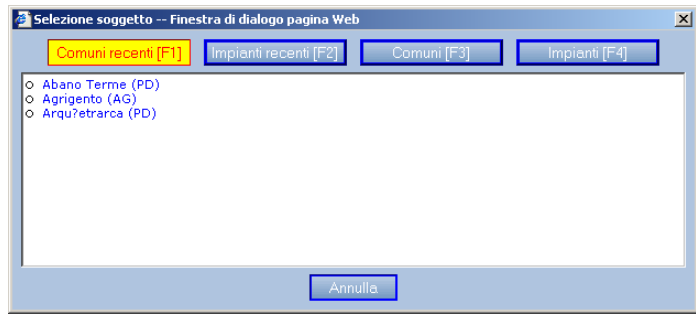 Selezione soggetto -- Finestra di dialogo pagina Web
Comuni recenti [F1] Impianti recenti [F2] Comuni [F3] Impianti [F4]
Abano Terme (PD)
Agrigento (AG)
Arqu?etrarca (PD)
Annulla